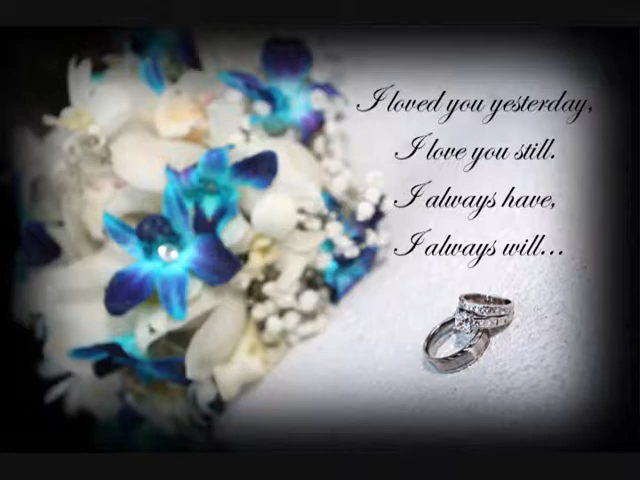 I loved you yesterday,
I love you still.
I always have,
I always will...